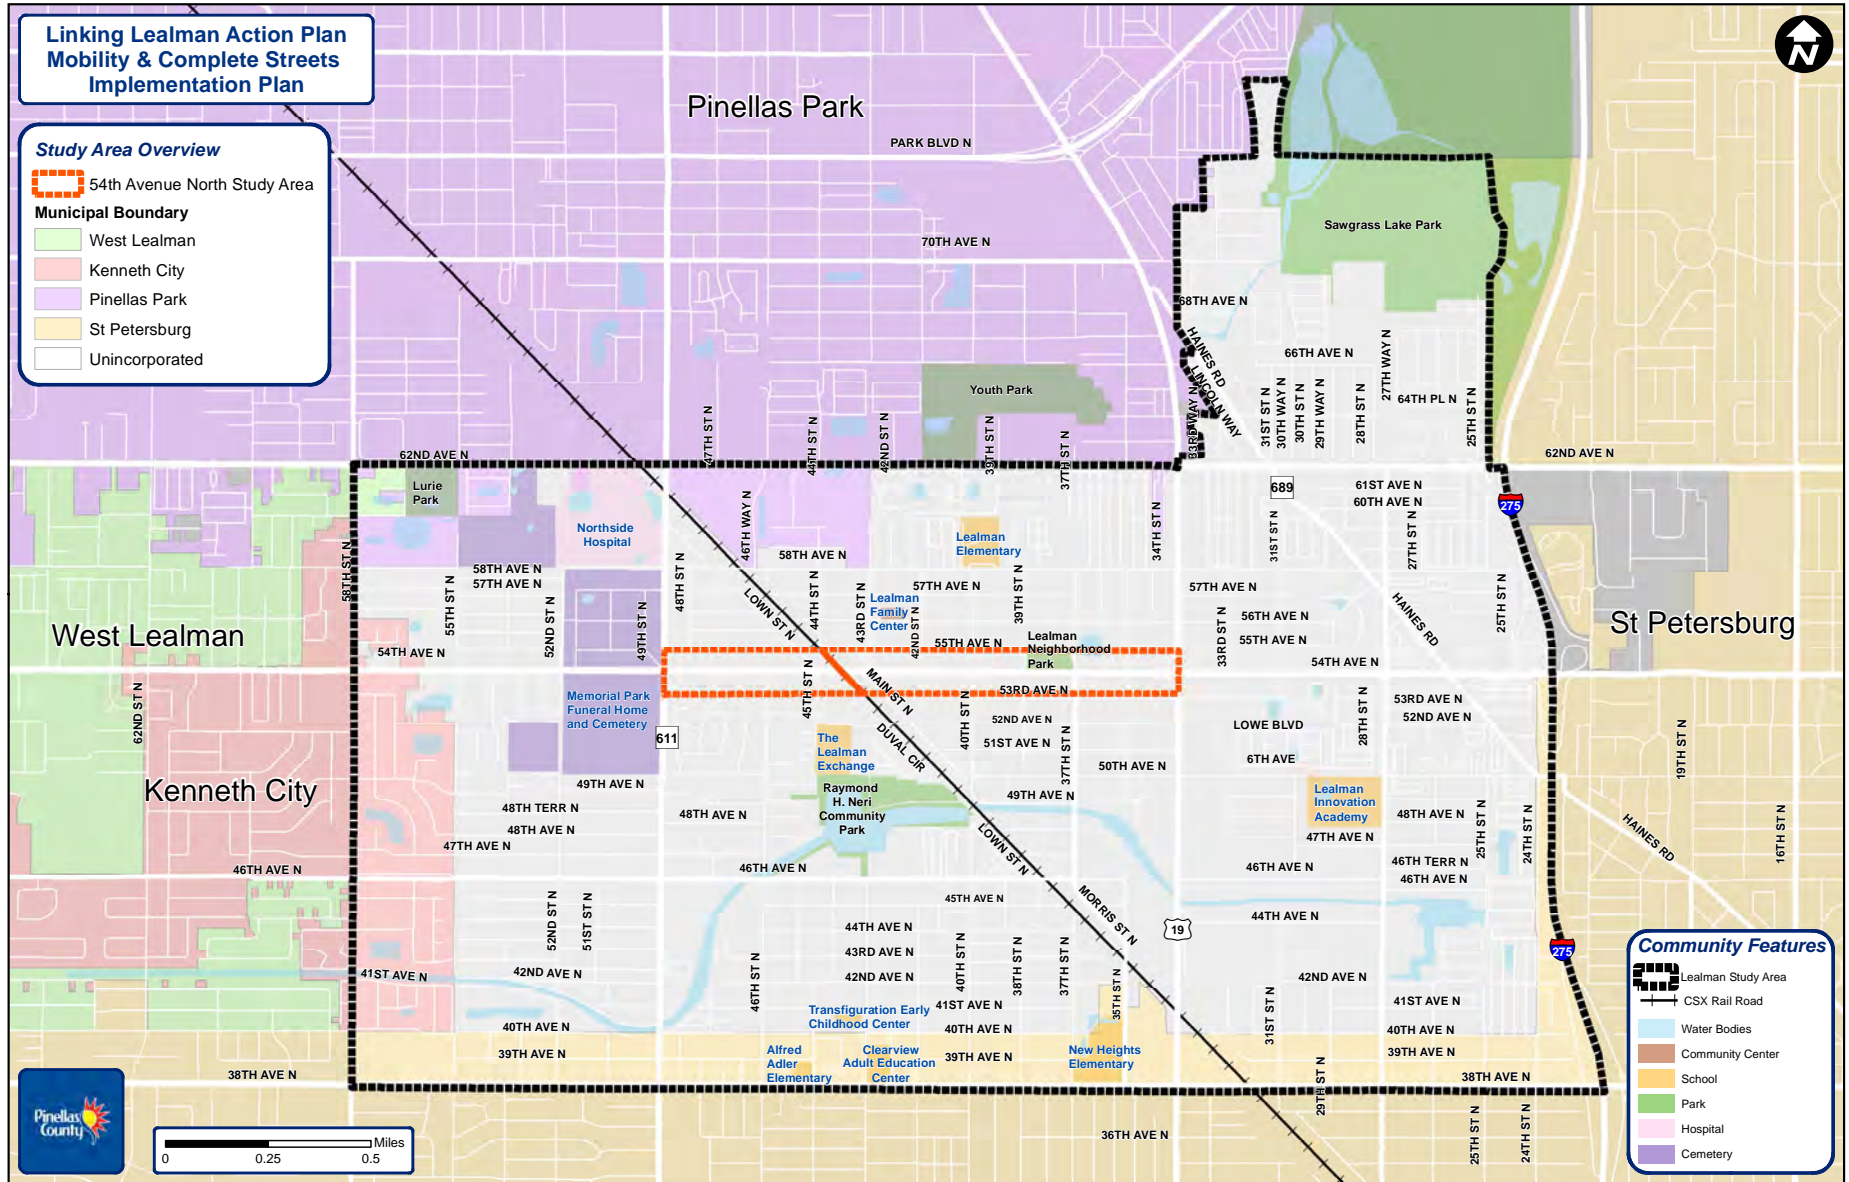 Linking Lealman Action Plan
Mobility & Complete Streets
Implementation Plan
N
Study Area Overview
54th Avenue North Study Area
Municipal Boundary
West Lealman
Kenneth City
Pinellas Park
St Petersburg
Unincorporated
Pinellas Park
PARK BLVD N
Sawgrass Lake Park
70TH AVE N
68TH AVE N
HAINES RD
LINCOLN WAY
33RD WAY N
66TH AVE N
27TH WAY N
64TH PL N
31ST ST N
30TH WAY N
30TH ST N
29TH WAY N
28TH ST N
25TH ST N
Youth Park
47TH ST N
44TH ST N
42ND ST N
39TH ST N
37TH ST N
62ND AVE N
62ND AVE N
Lurie
Park
689
61ST AVE N
60TH AVE N
275
Northside
Hospital
46TH WAY N
Lealman
Elementary
34TH ST N
31ST ST N
27TH ST N
58TH ST N
58TH AVE N
58TH AVE N
57TH AVE N
57TH AVE N
57TH AVE N
55TH ST N
52ND ST N
49TH ST N
48TH ST N
LOWN ST N
44TH ST N
43RD ST N
Lealman
Family
Center
42ND ST N
39TH ST N
33RD ST N
56TH AVE N
55TH AVE N
HAINES RD
25TH ST N
West Lealman
St Petersburg
54TH AVE N
55TH AVE N
Lealman
Neighborhood
Park
54TH AVE N
62ND ST N
Memorial Park
Funeral Home
and Cemetery
45TH ST N
MAIN ST N
53RD AVE N
40TH ST N
53RD AVE N
52ND AVE N
52ND AVE N
51ST AVE N
LOWE BLVD
28TH ST N
611
The
Lealman
Exchange
DUVAL CIR
37TH ST N
50TH AVE N
6TH AVE
19TH ST N
Kenneth City
49TH AVE N
Raymond
H. Neri
Community
Park
49TH AVE N
Lealman
Innovation
Academy
48TH TERR N
48TH AVE N
48TH AVE N
48TH AVE N
47TH AVE N
47TH AVE N
25TH ST N
24TH ST N
HAINES RD
16TH ST N
46TH AVE N
46TH AVE N
LOWN ST N
46TH AVE N
46TH TERR N
46TH AVE N
52ND ST N
51ST ST N
45TH AVE N
MORRIS ST N
44TH AVE N
44TH AVE N
19
43RD AVE N
42ND AVE N
40TH ST N
38TH ST N
37TH ST N
35TH ST N
275
41ST AVE N
42ND AVE N
46TH ST N
42ND AVE N
41ST AVE N
31ST ST N
Transfiguration Early
Childhood Center
41ST AVE N
40TH AVE N
40TH AVE N
40TH AVE N
39TH AVE N
Alfred
Adler
Elementary
Clearview
Adult Education
Center
39TH AVE N
New Heights
Elementary
39TH AVE N
38TH AVE N
38TH AVE N
29TH ST N
36TH AVE N
25TH ST N
24TH ST N
Pinellas
County
Miles
0
0.25
0.5
Community Features
Lealman Study Area
CSX Rail Road
Water Bodies
Community Center
School
Park
Hospital
Cemetery